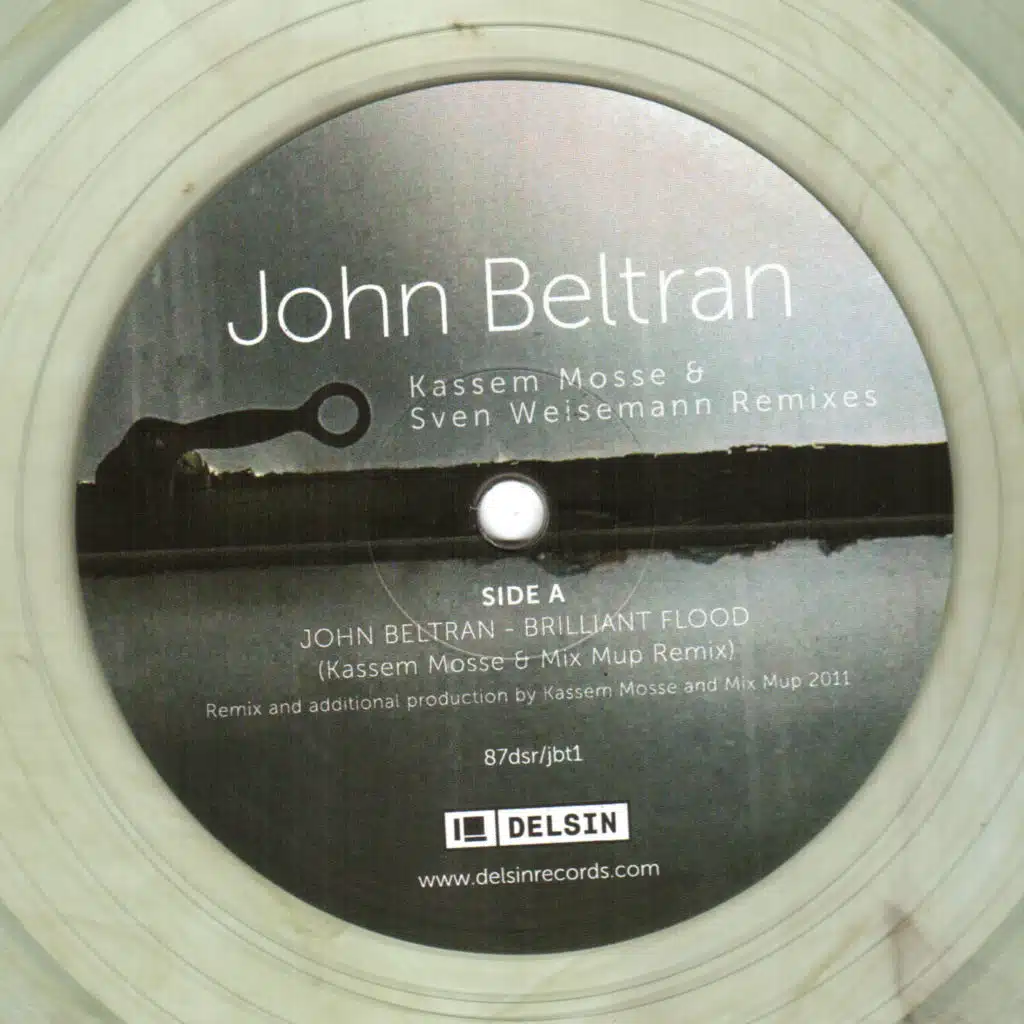 John Beltran
Kassem Mosse &
Sven Weisemann Remixes
SIDE A
JOHN BELTRAN - BRILLIANT FLOOD
(Kassem Mosse & Mix Mup Remix)
Remix and additional production by Kassem Mosse and Mix Mup 2011
87dsr/jbt1
DELSIN
www.delsinrecords.com